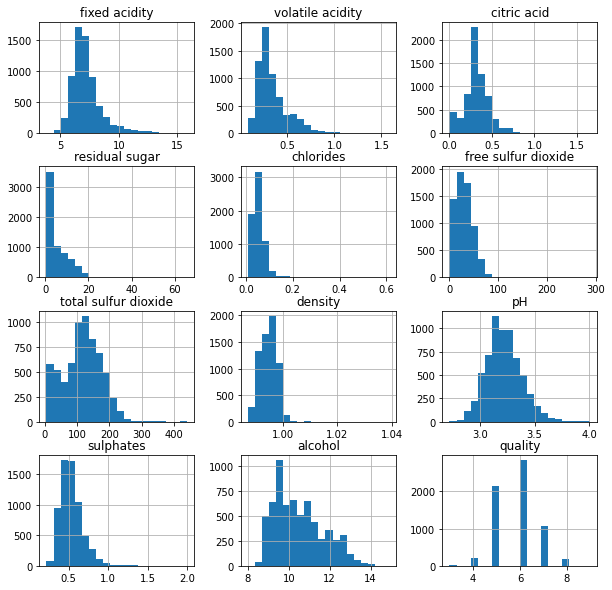 fixed acidity volatile acidity citric acid
1500 1000 500 0
5 10 15
2000 1500 1000 500 0
0.5 1.0 1.5
2000 1500 1000 500 0
0.0 0.5 1.0 1.5
residual sugar chlorides free sulfur dioxide
3000 2000 1000 0
0 20 40 60
3000 2000 1000 0
0.0 0.2 0.4 0.6
2000 1500 1000 500 0
0 100 200 300
total sulfur dioxide density pH
1000 750 500 250 0
0 100 200 300 400
2000 1500 1000 500 0
1.00 1.02 1.04
1000 750 500 250 0
3.0 3.5 4.0
sulphates alcohol quality
1500 1000 500 0
0.5 1.0 1.5 2.0
1000 750 500 250 0
8 10 12 14
2000 1000 0
4 6 8